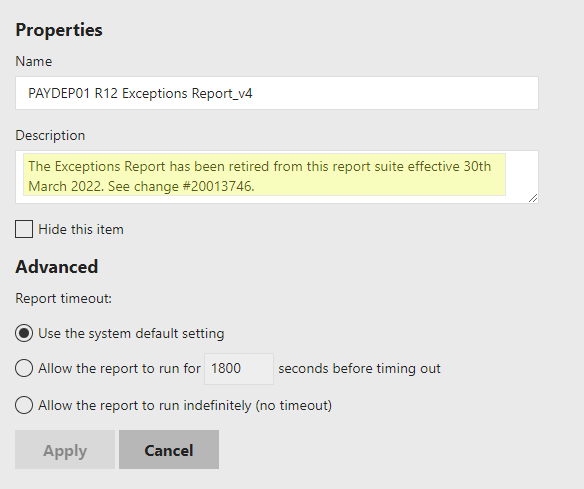 Properties
Name
PAYDEP01 R12 Exceptions Report_v4
Description
The Exceptions Report has been retired from this report suite effective 30th
March 2022. See change #20013746.
Hide this item
Advanced
Report timeout:
Use the system default setting
Allow the report to run for 1800 seconds before timing out
Allow the report to run indefinitely (no timeout)
Apply Cancel